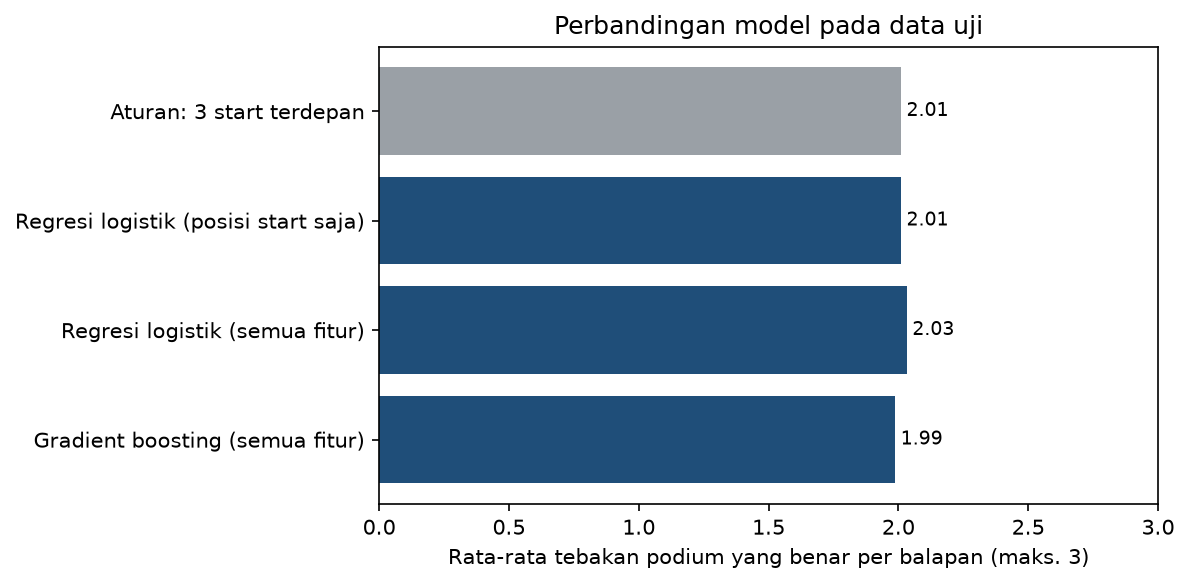 Perbandingan model pada data uji
Aturan: 3 start terdepan
2.01
Regresi logistik (posisi start saja)
2.01
Regresi logistik (semua fitur)
2.03
Gradient boosting (semua fitur)
1.99
0.0 0.5 1.0 1.5 2.0 2.5 3.0
Rata-rata tebakan podium yang benar per balapan (maks. 3)